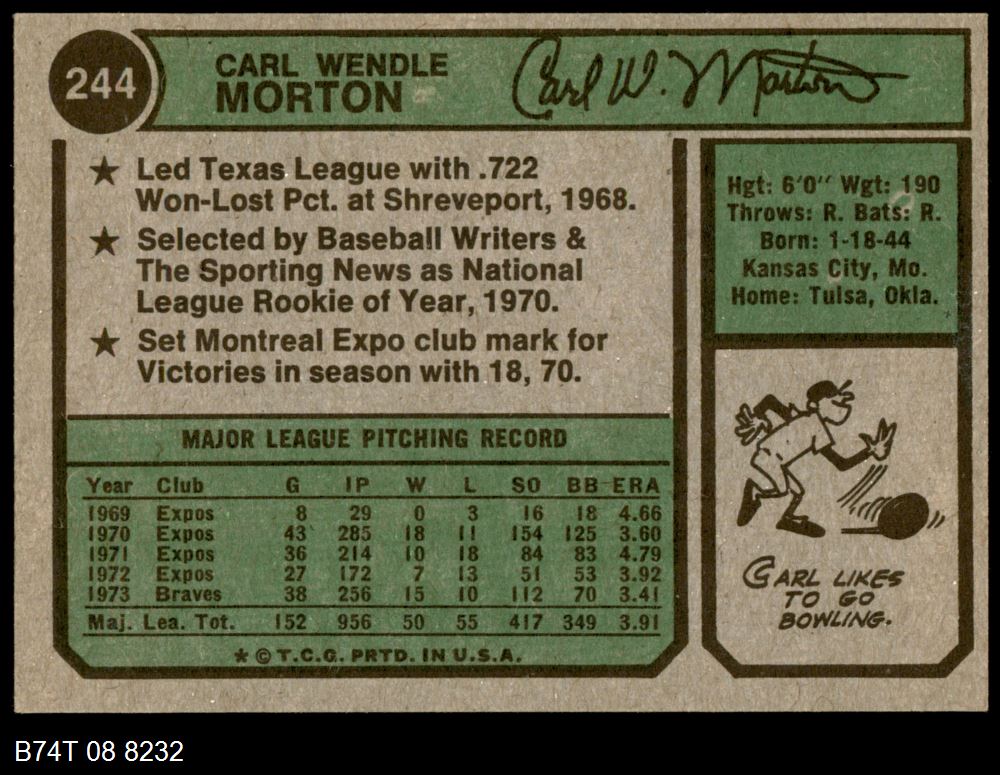 244
CARL WENDLE
MORTON
Carl W. Morton
★ Led Texas League with .722
Won-Lost Pct. at Shreveport, 1968.
★ Selected by Baseball Writers &
The Sporting News as National
League Rookie of Year, 1970.
★ Set Montreal Expo club mark for
Victories in season with 18, 70.
Hgt: 6'0" Wgt: 190
Throws: R. Bats: R.
Born: 1-18-44
Kansas City, Mo.
Home: Tulsa, Okla.
MAJOR LEAGUE PITCHING RECORD
Year Club G IP W L SO BB ERA
1969 Expos 8 29 0 3 16 18 4.66
1970 Expos 43 285 18 11 154 125 3.60
1971 Expos 36 214 10 18 84 83 4.79
1972 Expos 27 172 7 13 51 53 3.92
1973 Braves 38 256 15 10 112 70 3.41
Maj. Lea. Tot. 152 956 50 55 417 349 3.91
★ © T.C.G. PRTD. IN U.S.A.
CARL LIKES
TO GO
BOWLING.
B74T 08 8232